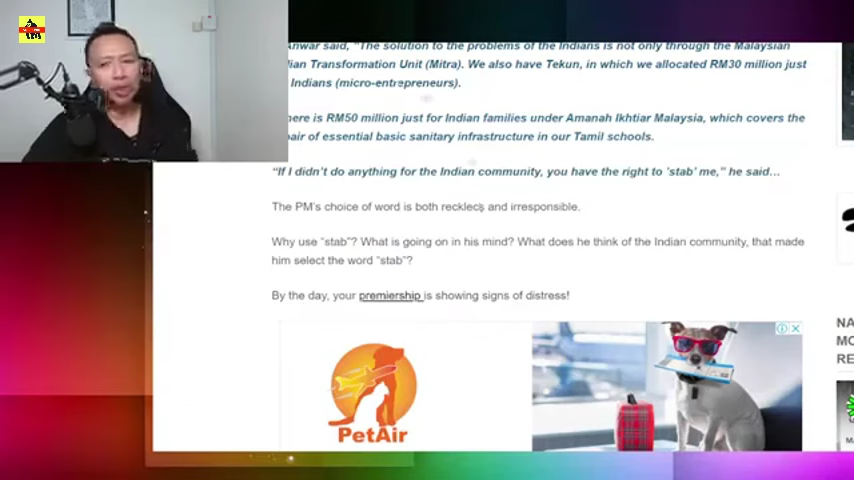 Anwar said, "The solution to the problems of the Indians is not only through the Malaysian
Transformation Unit (Mitra). We also have Tekun, in which we allocated RM30 million just
Indians (micro-entrepreneurs).
here is RM50 million just for Indian families under Amanah Ikhtiar Malaysia, which covers the
pair of essential basic sanitary infrastructure in our Tamil schools.
"If I didn't do anything for the Indian community, you have the right to 'stab' me," he said…
The PM's choice of word is both recklecs and irresponsible.
Why use "stab"? What is going on in his mind? What does he think of the Indian community, that made
him select the word "stab"?
By the day, your premiership is showing signs of distress!
PetAir
NA
MO
RE